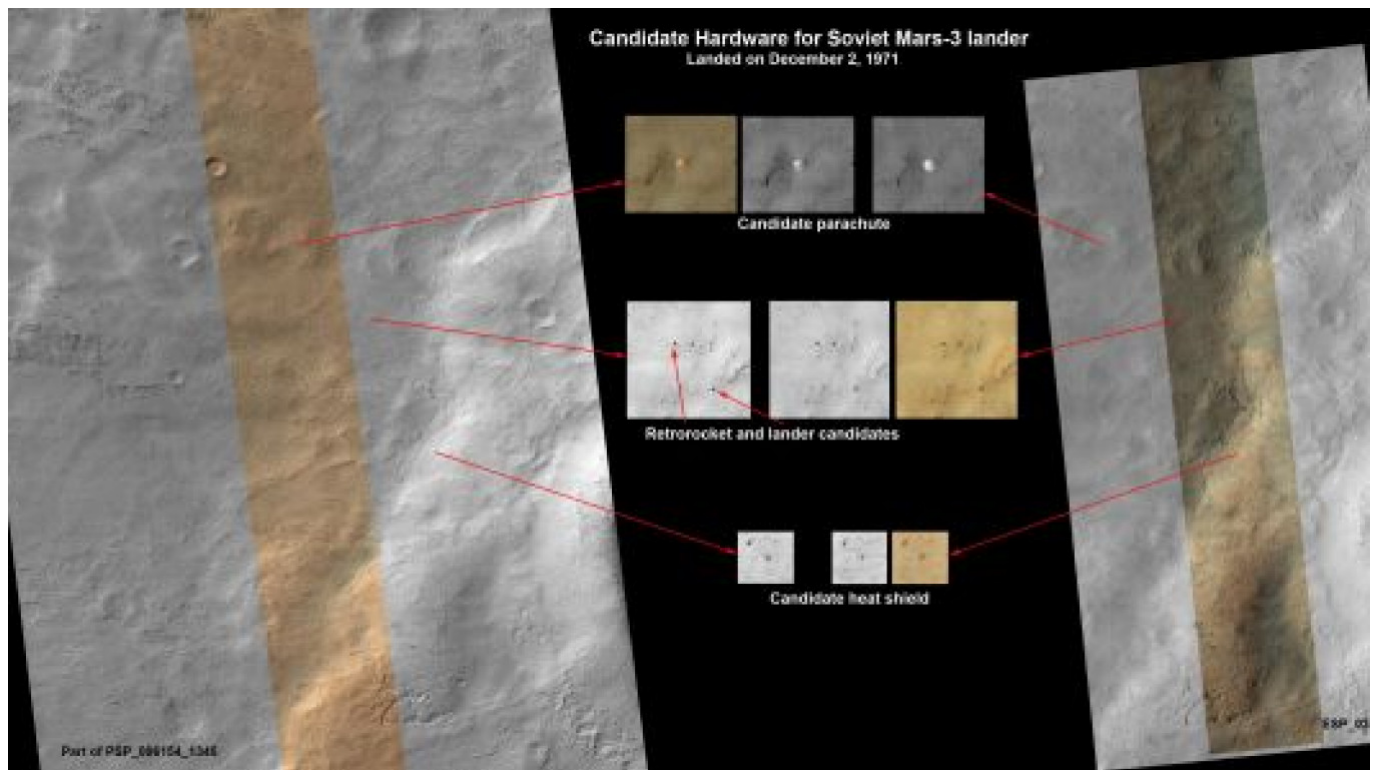 Candidate Hardware for Soviet Mars-3 lander
Landed on December 2, 1971
Candidate parachute
Retrorocket and lander candidates
Candidate heat shield
ESP_03
Part of PSP_006154_1345